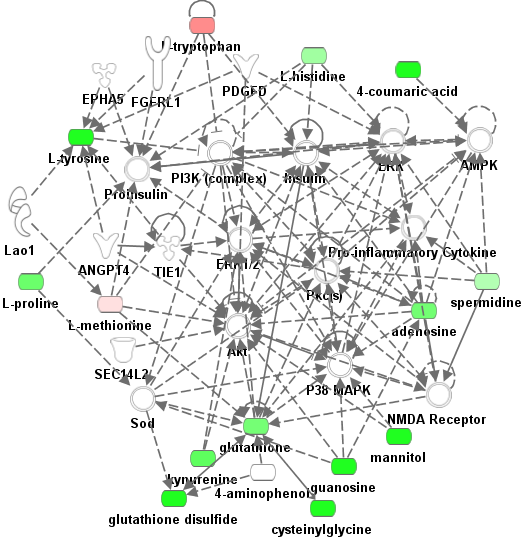 L-tryptophan
L-histidine
4-coumaric acid
EPHA5
FGFRL1
PDGFD
L-tyrosine
Proinsulin
PI3K (complex)
Insulin
ERK
AMPK
Lao1
ANGPT4
TIE1
ERK1/2
Pro-inflammatory Cytokine
Pkc(s)
L-proline
L-methionine
spermidine
adenosine
Akt
SEC14L2
P38 MAPK
Sod
NMDA Receptor
glutathione
mannitol
kynurenine
4-aminophenol
guanosine
glutathione disulfide
cysteinylglycine